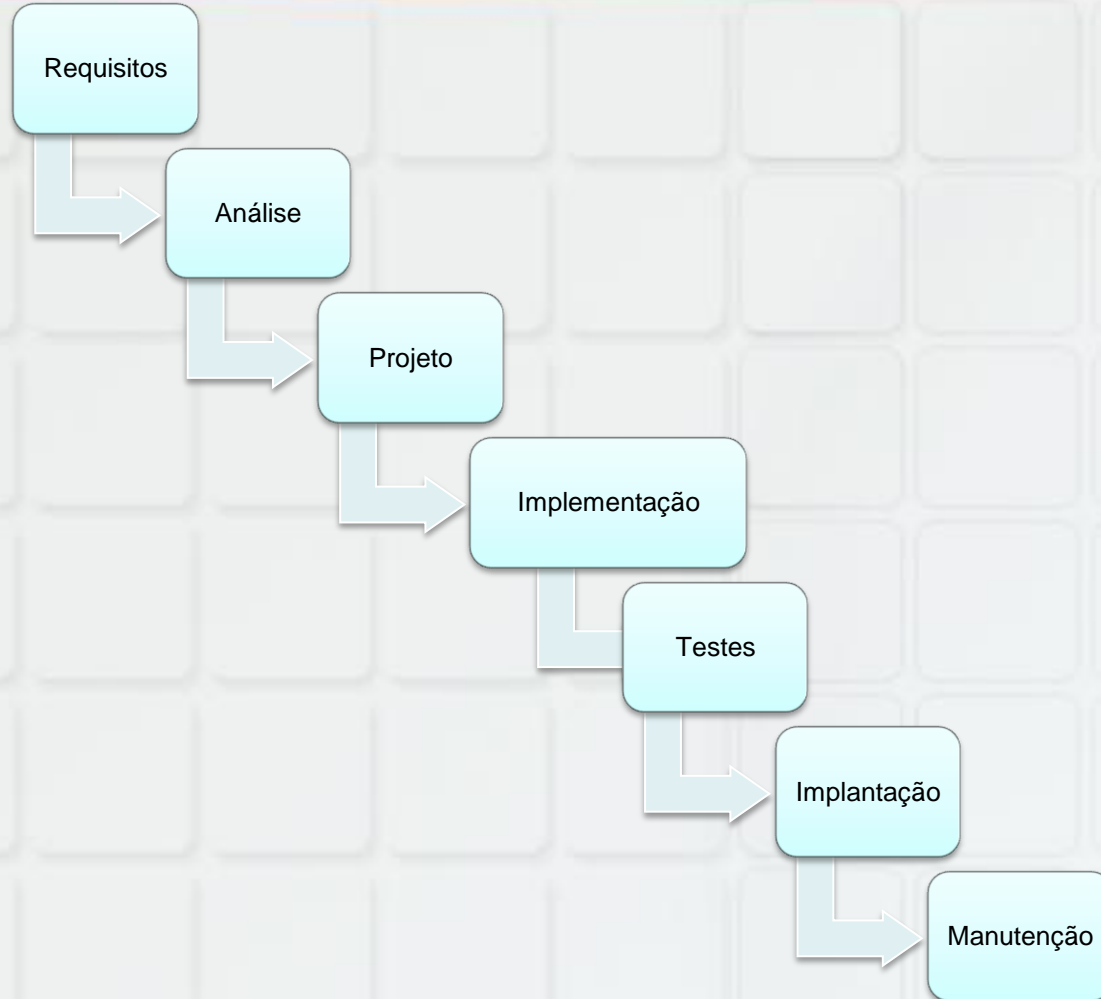 Requisitos
Análise
Projeto
Implementação
Testes
Implantação
Manutenção